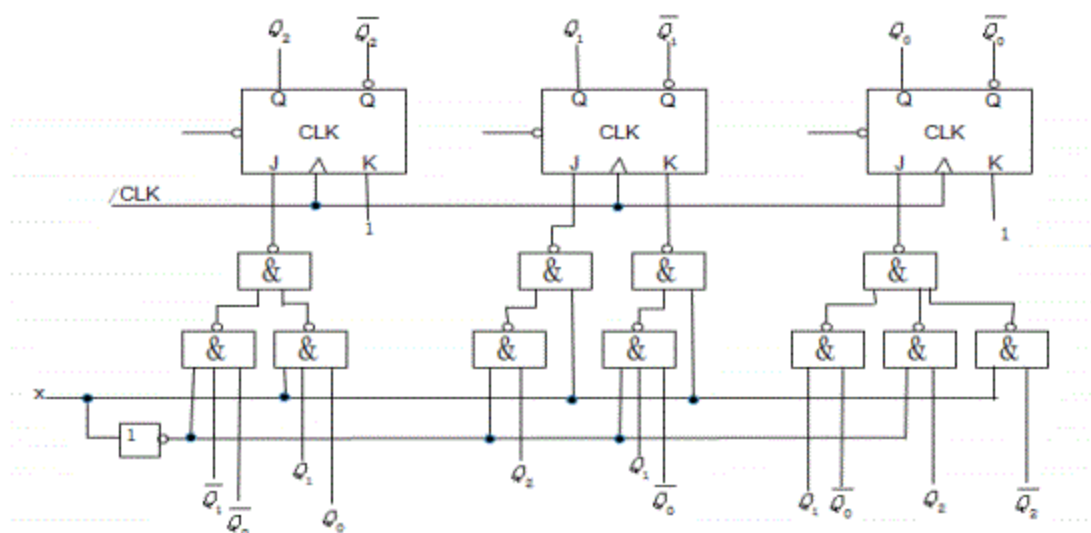 Q₂ Q̅₂ Q₁ Q̅₁ Q₀ Q̅₀
Q Q Q Q Q Q
CLK CLK CLK
J K J K J K
/CLK
1 1
& & & &
& & & & & & &
x
1
Q₁ Q₂ Q₁
Q̅₁ Q̅₀ Q₀ Q̅₀ Q₁ Q̅₀ Q₂ Q̅₂